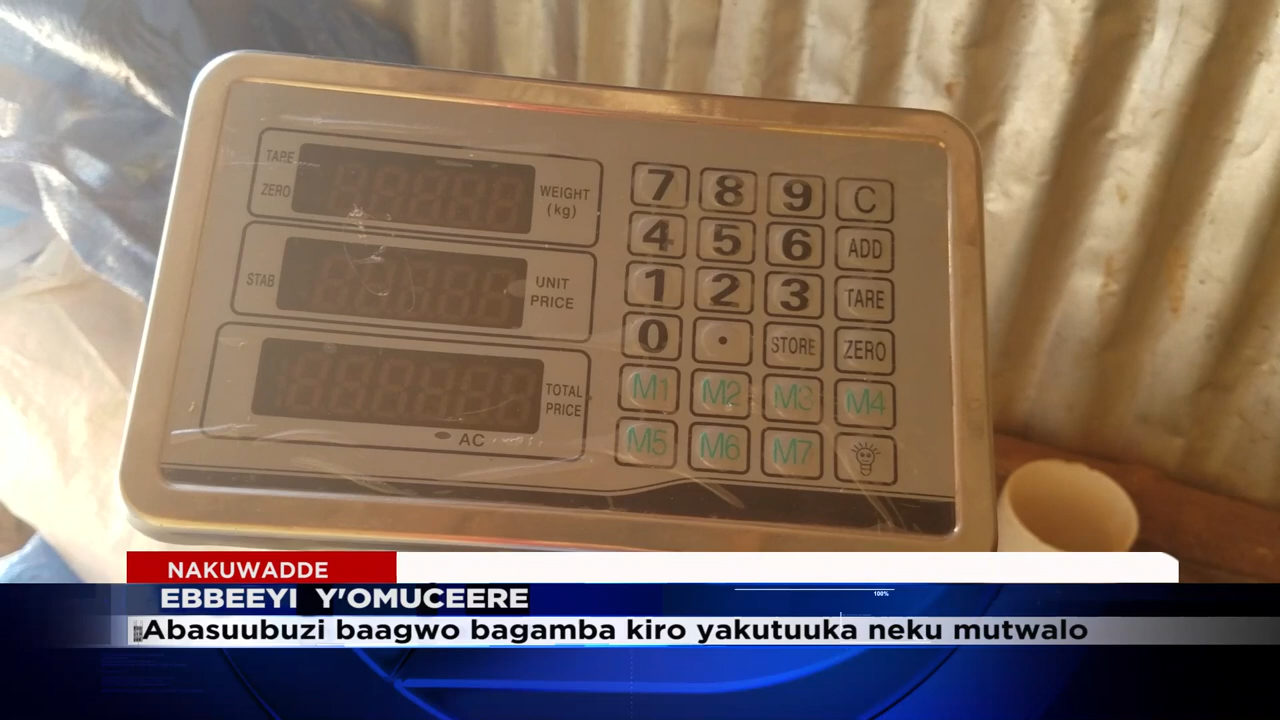 TARE
ZERO
WEIGHT
(kg)
STAB
UNIT
PRICE
TOTAL
PRICE
AC
7 8 9 C
4 5 6 ADD
1 2 3 TARE
0 . STORE ZERO
M1 M2 M3 M4
M5 M6 M7
NAKUWADDE
EBBEEYI Y'OMUCEERE
100%
Abasuubuzi baagwo bagamba kiro yakutuuka neku mutwalo